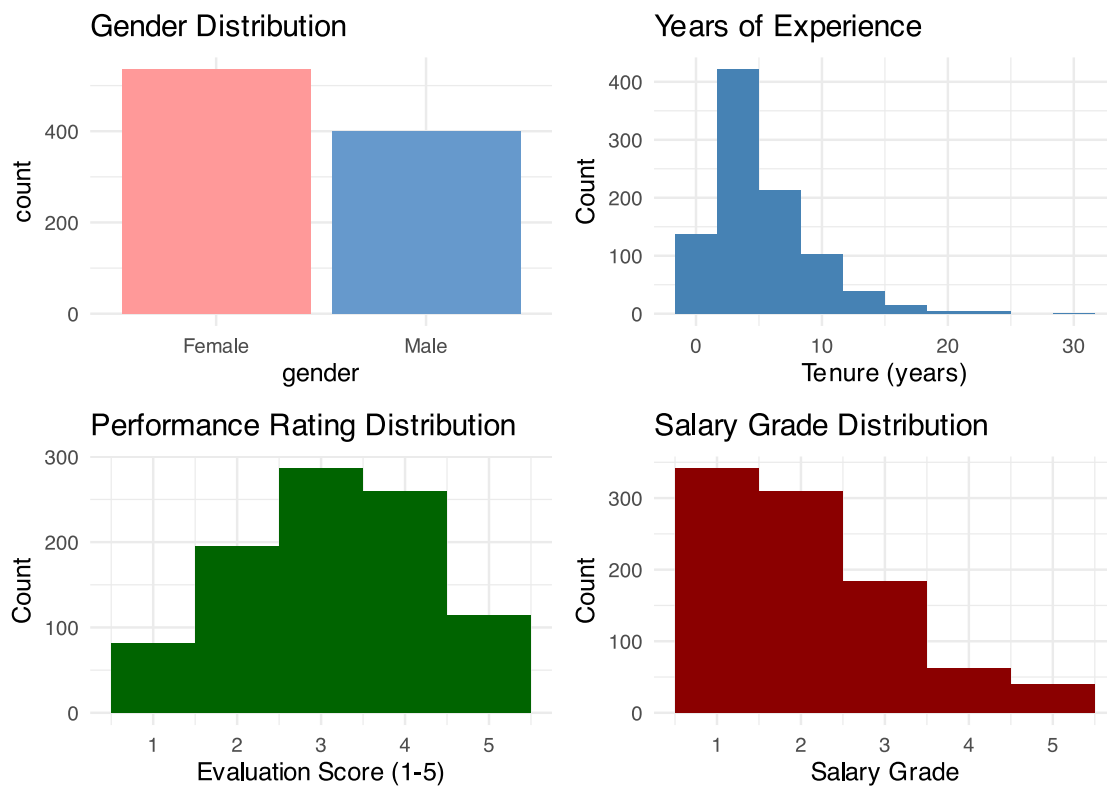 Gender Distribution
count
400
200
0
Female Male
gender
Years of Experience
Count
400
300
200
100
0
0 10 20 30
Tenure (years)
Performance Rating Distribution
Count
300
200
100
0
1 2 3 4 5
Evaluation Score (1-5)
Salary Grade Distribution
Count
300
200
100
0
1 2 3 4 5
Salary Grade